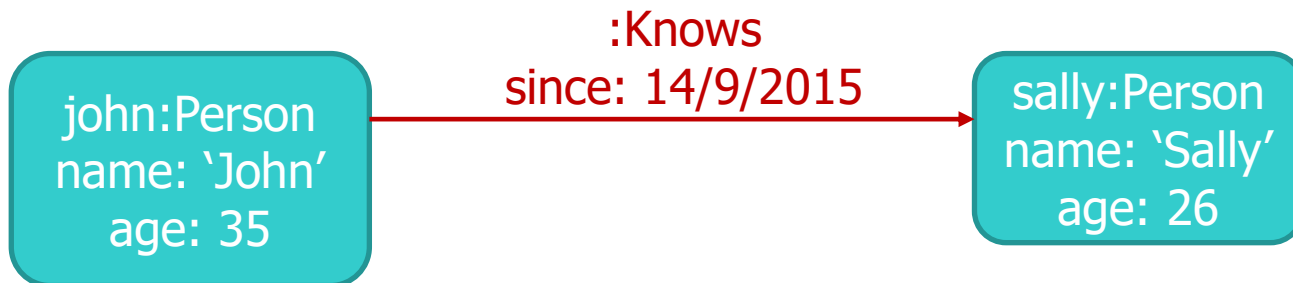 :Knows
since: 14/9/2015
john:Person
name: ‘John’
age: 35
sally:Person
name: ‘Sally’
age: 26